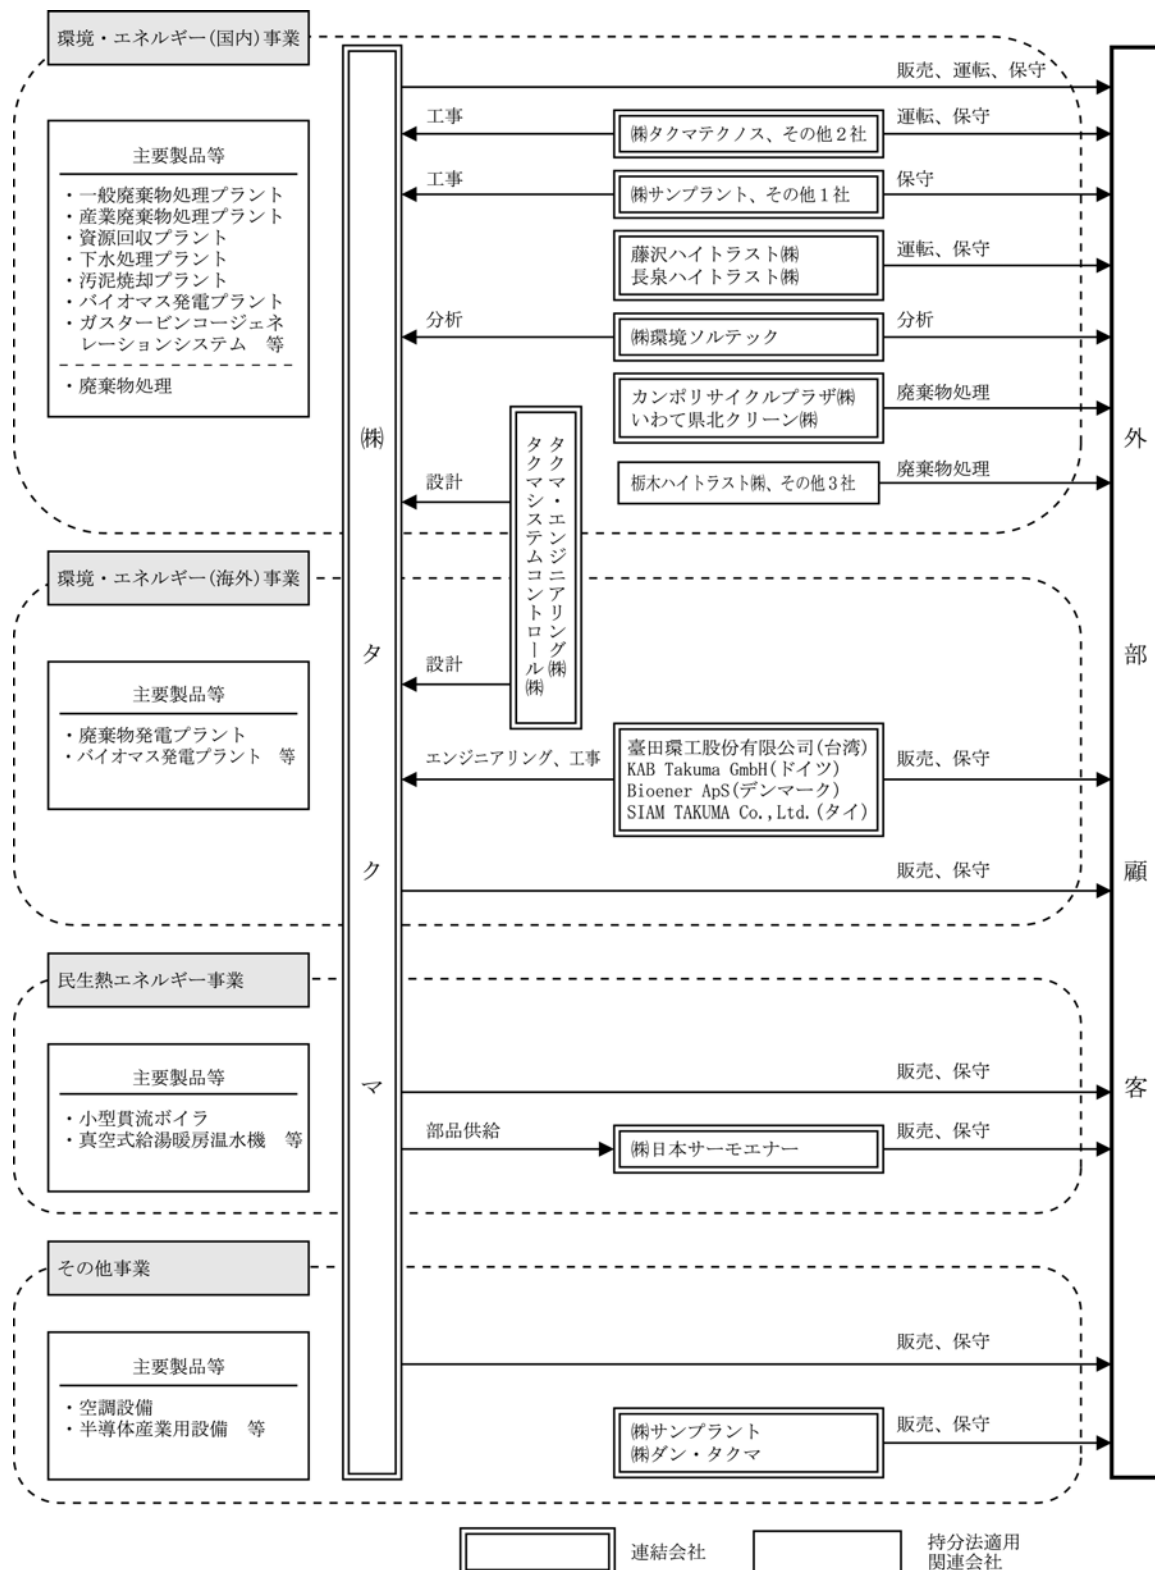 環境・エネルギー(国内)事業
主要製品等
・一般廃棄物処理プラント
・産業廃棄物処理プラント
・資源回収プラント
・下水処理プラント
・汚泥焼却プラント
・バイオマス発電プラント
・ガスタービンコージェネ
レーションシステム 等
・廃棄物処理
㈱タクマ
販売、運転、保守
工事
㈱タクマテクノス、その他2社
運転、保守
工事
㈱サンプラント、その他1社
保守
藤沢ハイトラスト㈱
長泉ハイトラスト㈱
運転、保守
分析
㈱環境ソルテック
分析
カンポリサイクルプラザ㈱
いわて県北クリーン㈱
廃棄物処理
栃木ハイトラスト㈱、その他3社
廃棄物処理
設計
タクマ・エンジニアリング㈱
タクマシステムコントロール㈱
外部顧客
環境・エネルギー(海外)事業
主要製品等
・廃棄物発電プラント
・バイオマス発電プラント 等
設計
エンジニアリング、工事
臺田環工股份有限公司(台湾)
KAB Takuma GmbH(ドイツ)
Bioener ApS(デンマーク)
SIAM TAKUMA Co.,Ltd.(タイ)
販売、保守
販売、保守
民生熱エネルギー事業
主要製品等
・小型貫流ボイラ
・真空式給湯暖房温水機 等
販売、保守
部品供給
㈱日本サーモエナー
販売、保守
その他事業
主要製品等
・空調設備
・半導体産業用設備 等
販売、保守
㈱サンプラント
㈱ダン・タクマ
販売、保守
連結会社
持分法適用
関連会社